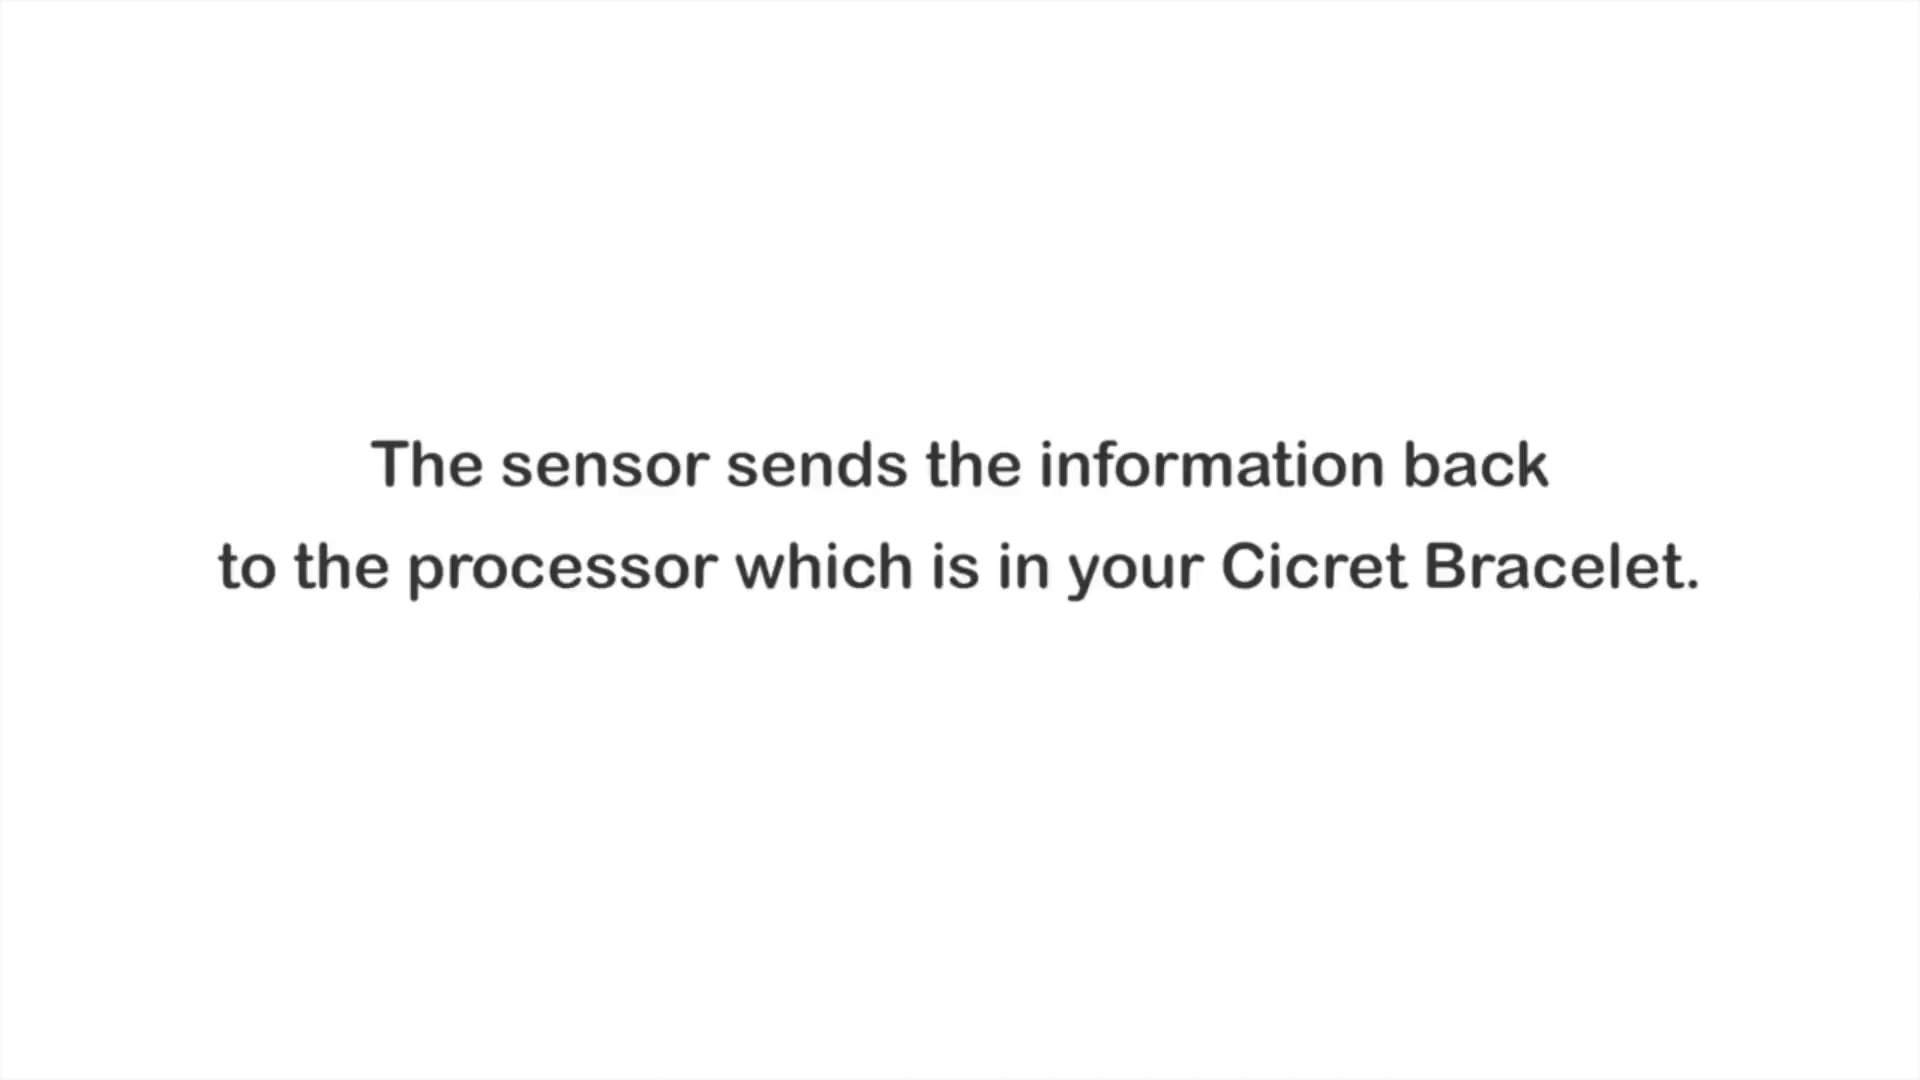 The sensor sends the information back
to the processor which is in your Cicret Bracelet.